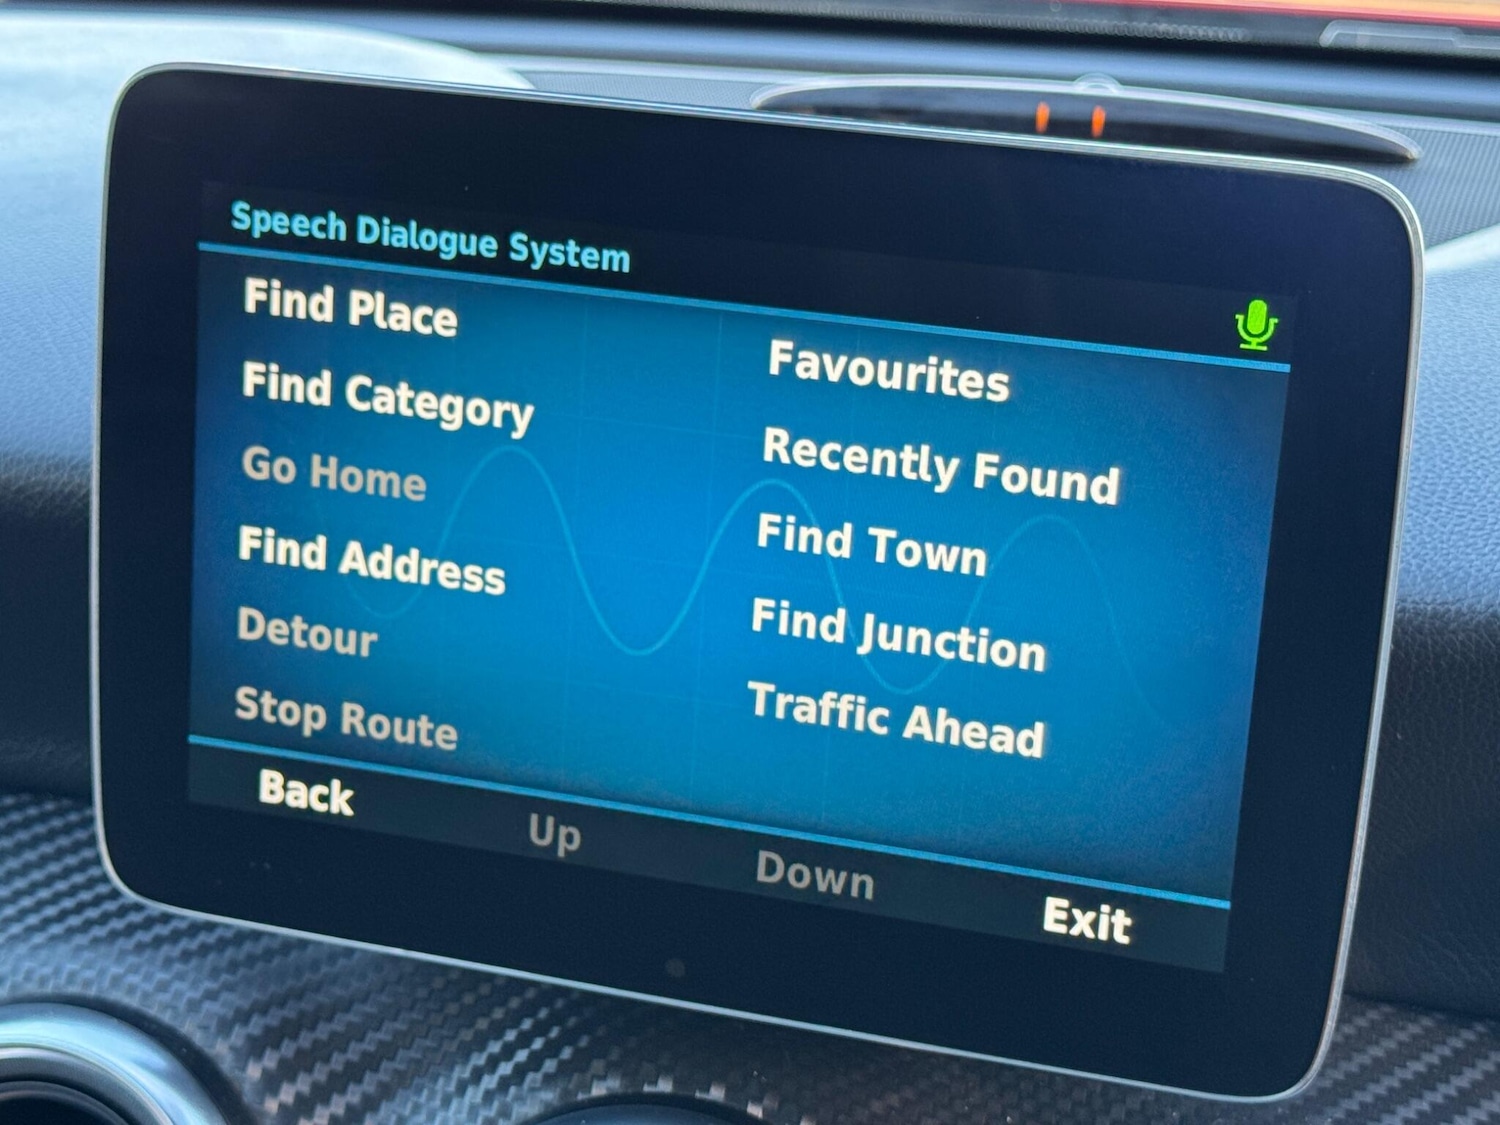 Speech Dialogue System
Find Place
Find Category
Go Home
Find Address
Detour
Stop Route
Favourites
Recently Found
Find Town
Find Junction
Traffic Ahead
Back
Up
Down
Exit